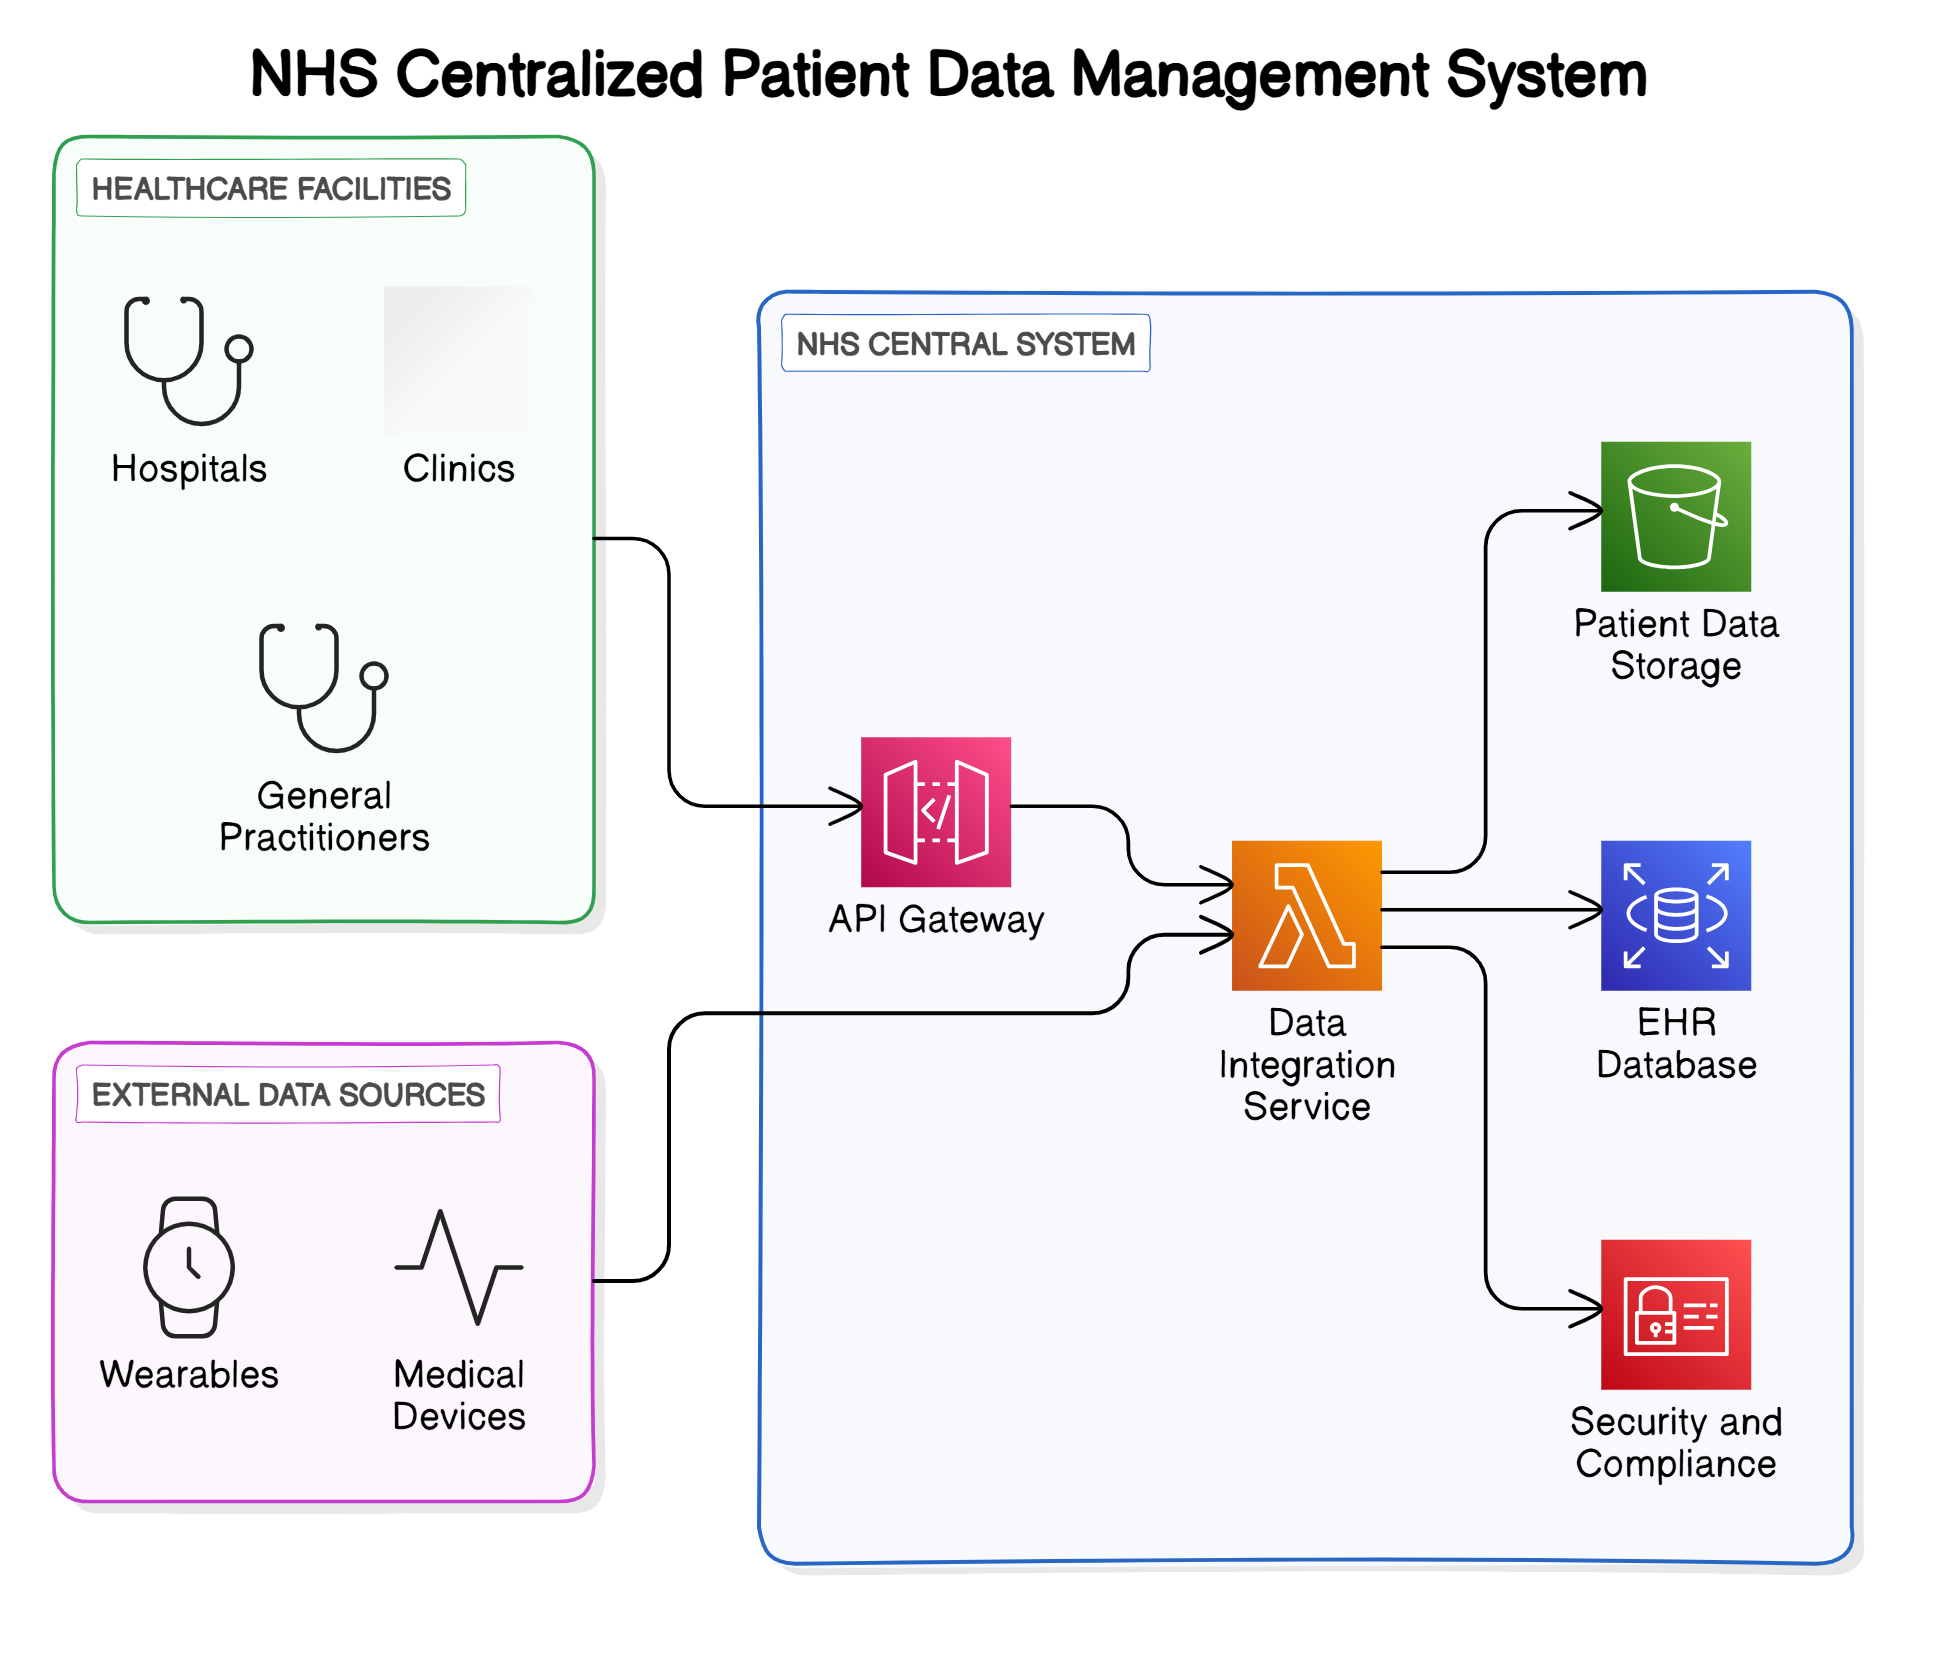 NHS Centralized Patient Data Management System
HEALTHCARE FACILITIES
Hospitals
Clinics
General
Practitioners
EXTERNAL DATA SOURCES
Wearables
Medical
Devices
NHS CENTRAL SYSTEM
API Gateway
Data
Integration
Service
Patient Data
Storage
EHR
Database
Security and
Compliance